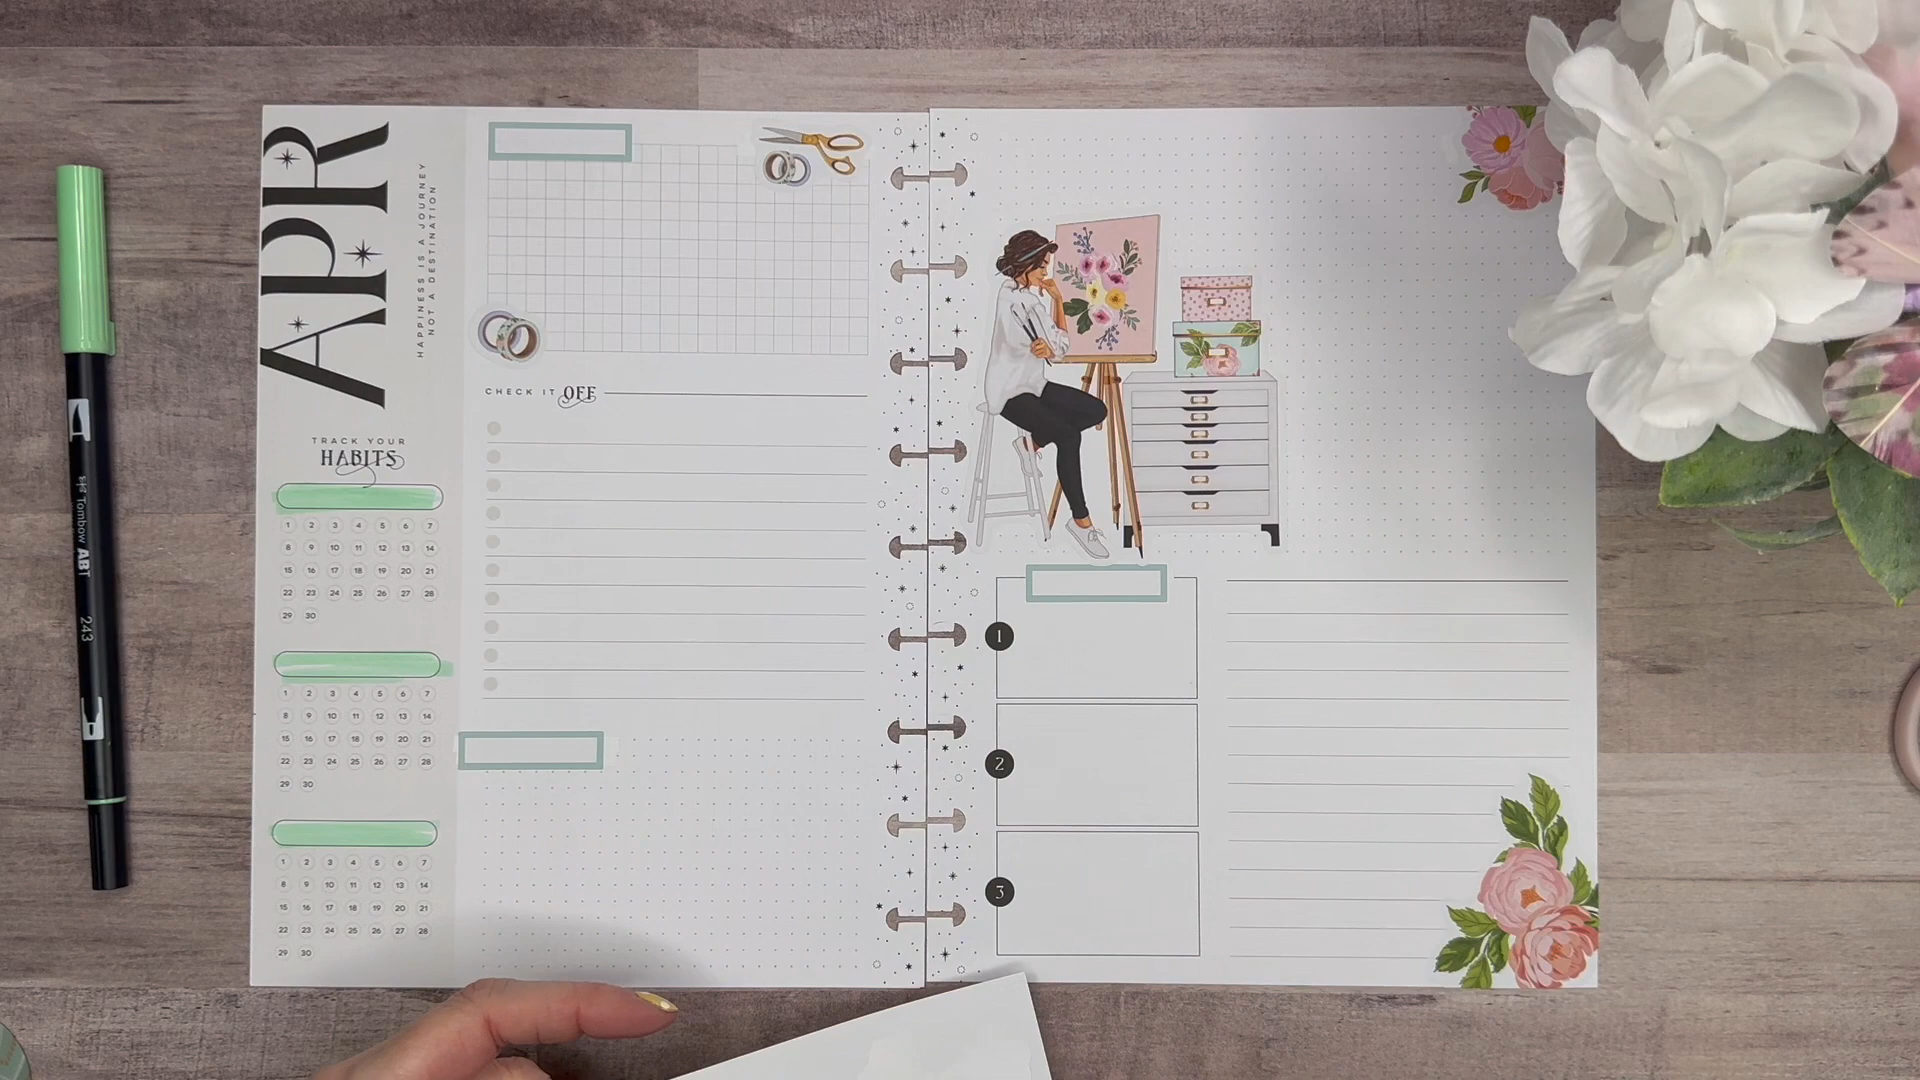 APR
HAPPINESS IS A JOURNEY
NOT A DESTINATION
TRACK YOUR
HABITS
1 2 3 4 5 6 7
8 9 10 11 12 13 14
15 16 17 18 19 20 21
22 23 24 25 26 27 28
29 30
1 2 3 4 5 6 7
8 9 10 11 12 13 14
15 16 17 18 19 20 21
22 23 24 25 26 27 28
29 30
1 2 3 4 5 6 7
8 9 10 11 12 13 14
15 16 17 18 19 20 21
22 23 24 25 26 27 28
29 30
CHECK IT OFF
1
2
3
Tombow ABT
243